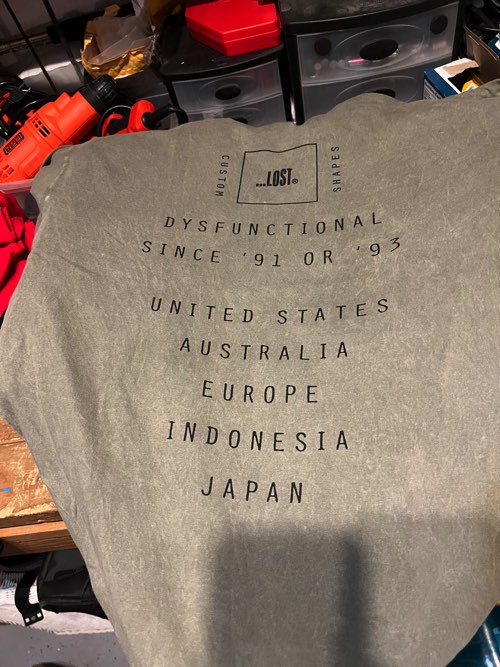 CUSTOM
...LOST®
SHAPES
DYSFUNCTIONAL
SINCE '91 OR '93
UNITED STATES
AUSTRALIA
EUROPE
INDONESIA
JAPAN